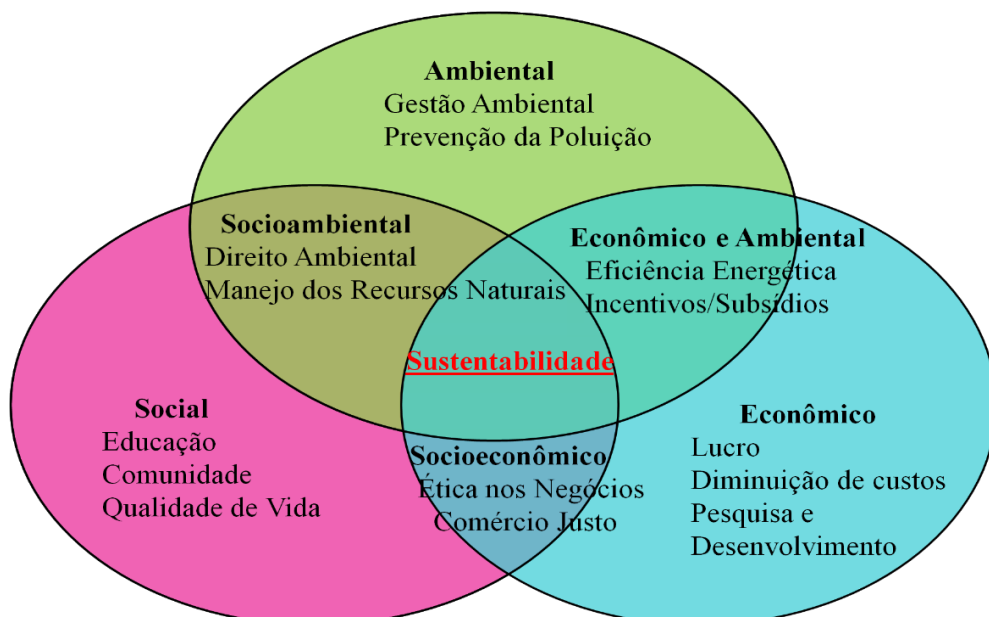 Ambiental
Gestão Ambiental
Prevenção da Poluição
Socioambiental
Direito Ambiental
Manejo dos Recursos Naturais
Econômico e Ambiental
Eficiência Energética
Incentivos/Subsídios
Sustentabilidade
Social
Educação
Comunidade
Qualidade de Vida
Socioeconômico
Ética nos Negócios
Comércio Justo
Econômico
Lucro
Diminuição de custos
Pesquisa e
Desenvolvimento